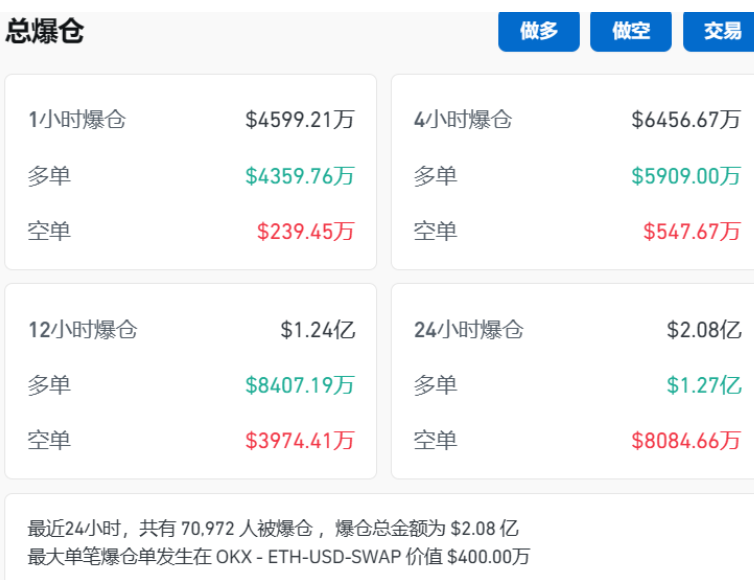 总爆仓 做多 做空 交易
1小时爆仓 $4599.21万
多单 $4359.76万
空单 $239.45万
4小时爆仓 $6456.67万
多单 $5909.00万
空单 $547.67万
12小时爆仓 $1.24亿
多单 $8407.19万
空单 $3974.41万
24小时爆仓 $2.08亿
多单 $1.27亿
空单 $8084.66万
最近24小时，共有 70,972 人被爆仓 ，爆仓总金额为 $2.08 亿
最大单笔爆仓单发生在 OKX - ETH-USD-SWAP 价值 $400.00万